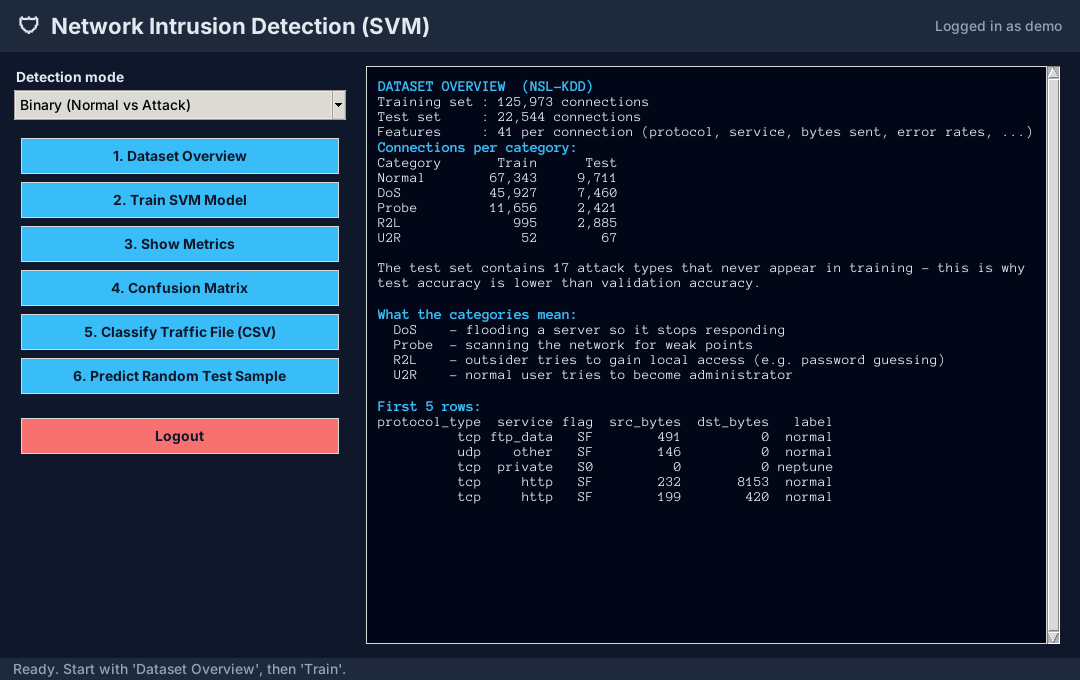 🛡 Network Intrusion Detection (SVM)
Logged in as demo
Detection mode
Binary (Normal vs Attack)
1. Dataset Overview
2. Train SVM Model
3. Show Metrics
4. Confusion Matrix
5. Classify Traffic File (CSV)
6. Predict Random Test Sample
Logout
DATASET OVERVIEW  (NSL-KDD)
Training set : 125,973 connections
Test set     : 22,544 connections
Features     : 41 per connection (protocol, service, bytes sent, error rates, ...)
Connections per category:
Category       Train      Test
Normal        67,343     9,711
DoS           45,927     7,460
Probe         11,656     2,421
R2L              995     2,885
U2R               52        67
The test set contains 17 attack types that never appear in training - this is why
test accuracy is lower than validation accuracy.
What the categories mean:
  DoS    - flooding a server so it stops responding
  Probe  - scanning the network for weak points
  R2L    - outsider tries to gain local access (e.g. password guessing)
  U2R    - normal user tries to become administrator
First 5 rows:
protocol_type  service flag  src_bytes  dst_bytes   label
          tcp ftp_data   SF        491          0  normal
          udp    other   SF        146          0  normal
          tcp  private   S0          0          0 neptune
          tcp     http   SF        232       8153  normal
          tcp     http   SF        199        420  normal
Ready. Start with 'Dataset Overview', then 'Train'.